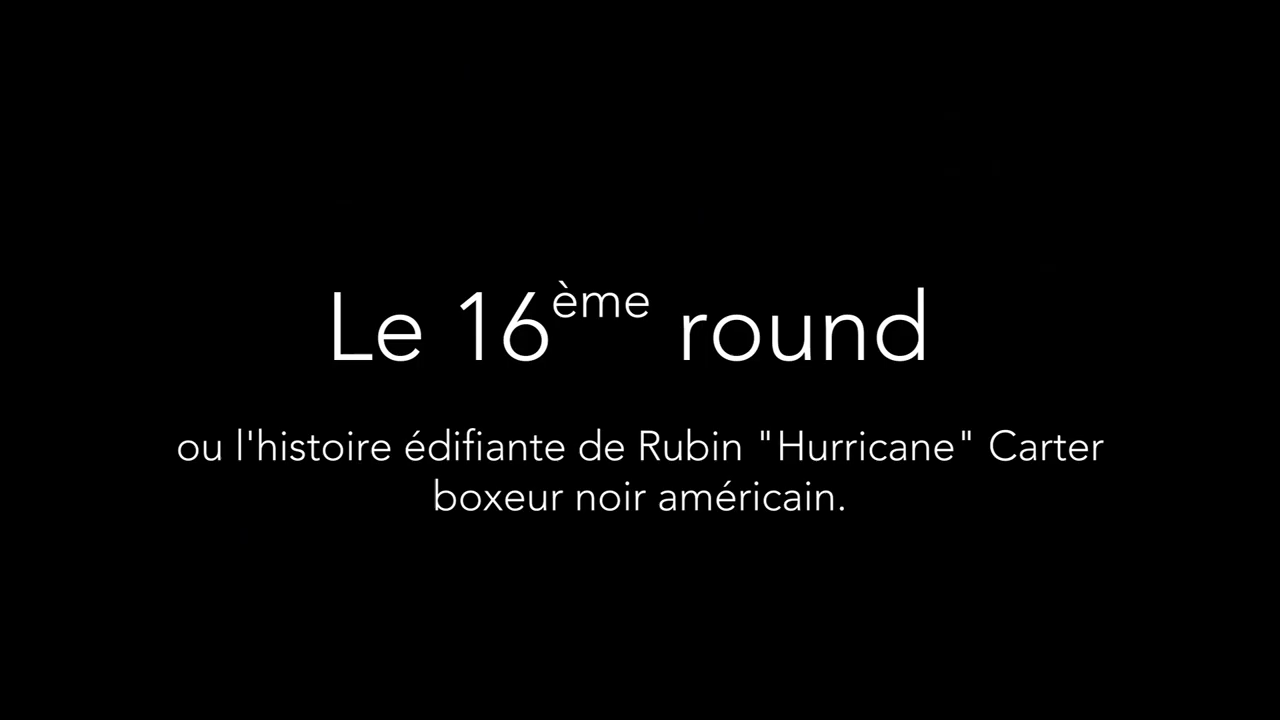 Le 16ème round
ou l'histoire édifiante de Rubin "Hurricane" Carter
boxeur noir américain.